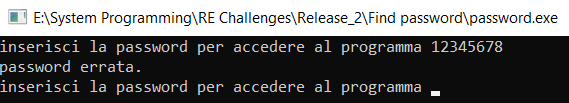 E:\System Programming\RE Challenges\Release_2\Find password\password.exe
inserisci la password per accedere al programma 12345678
password errata.
inserisci la password per accedere al programma